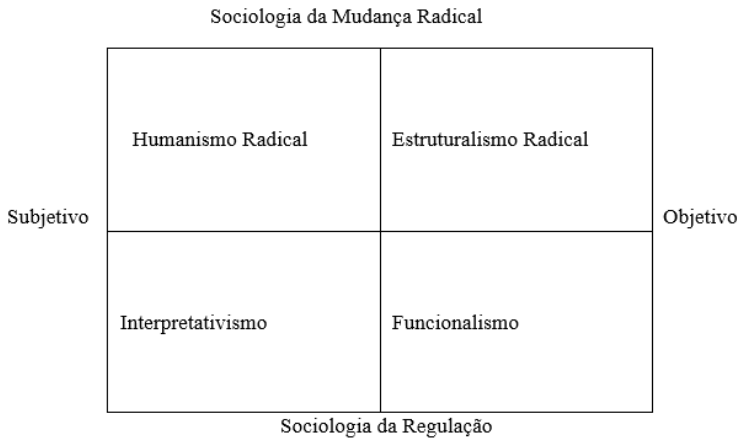 Sociologia da Mudança Radical
Humanismo Radical
Estruturalismo Radical
Subjetivo
Objetivo
Interpretativismo
Funcionalismo
Sociologia da Regulação